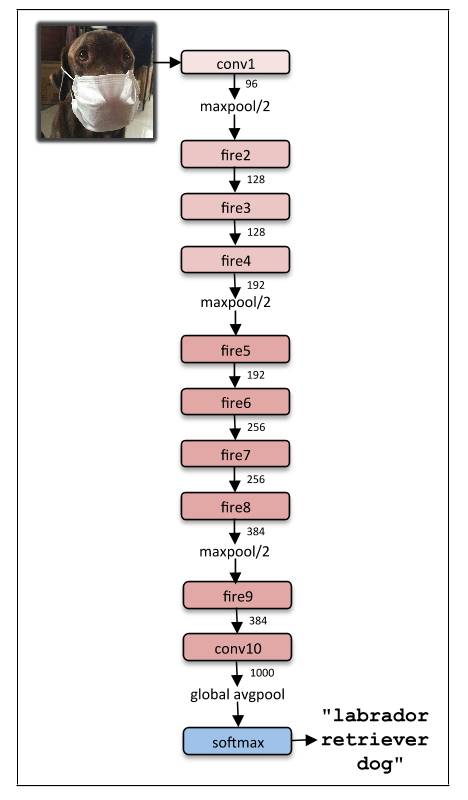 conv1
96
maxpool/2
fire2
128
fire3
128
fire4
192
maxpool/2
fire5
192
fire6
256
fire7
256
fire8
384
maxpool/2
fire9
384
conv10
1000
global avgpool
softmax
"labrador
retriever
dog"